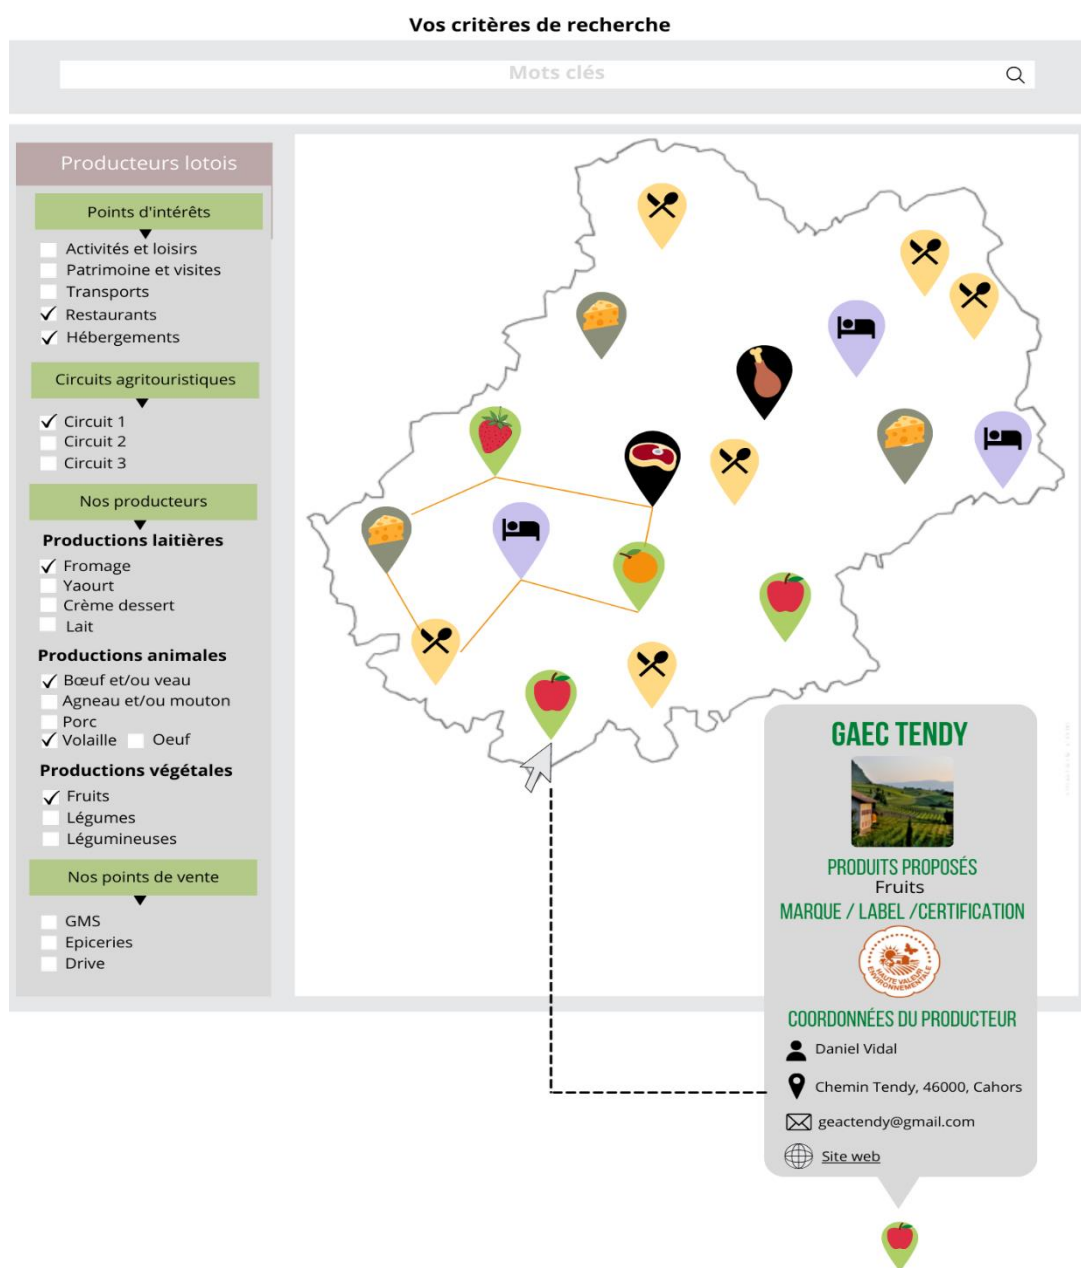 Vos critères de recherche
Mots clés
Producteurs lotois
Points d'intérêts
Activités et loisirs
Patrimoine et visites
Transports
Restaurants
Hébergements
Circuits agritouristiques
Circuit 1
Circuit 2
Circuit 3
Nos producteurs
Productions laitières
Fromage
Yaourt
Crème dessert
Lait
Productions animales
Bœuf et/ou veau
Agneau et/ou mouton
Porc
Volaille Oeuf
Productions végétales
Fruits
Légumes
Légumineuses
Nos points de vente
GMS
Epiceries
Drive
GAEC TENDY
PRODUITS PROPOSÉS
Fruits
MARQUE / LABEL /CERTIFICATION
HAUTE VALEUR
ENVIRONNEMENTALE
COORDONNÉES DU PRODUCTEUR
Daniel Vidal
Chemin Tendy, 46000, Cahors
geactendy@gmail.com
Site web